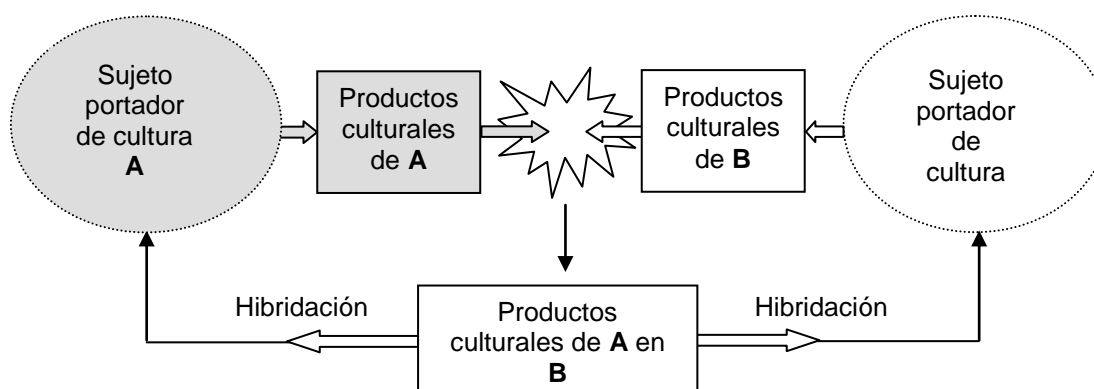 Sujeto
portador
de cultura
A
Productos
culturales
de A
Productos
culturales
de B
Sujeto
portador
de
cultura
Hibridación
Productos
culturales de A en
B
Hibridación